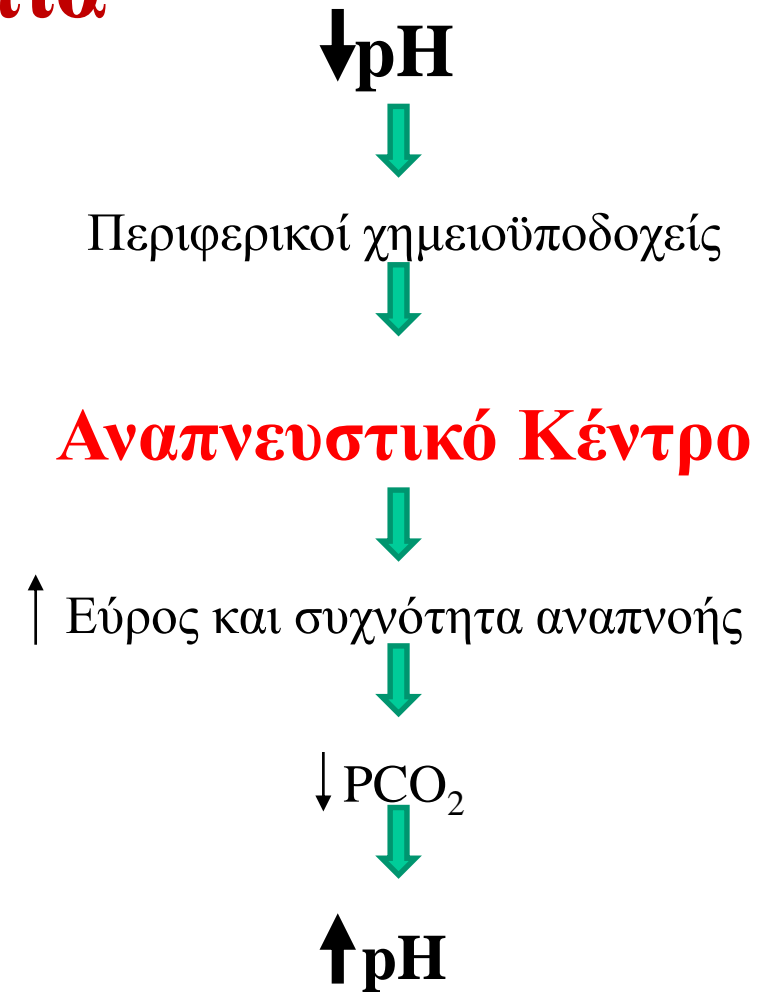 ↓pH
Περιφερικοί χημειοϋποδοχείς
Αναπνευστικό Κέντρο
↑ Εύρος και συχνότητα αναπνοής
↓PCO₂
↑pH